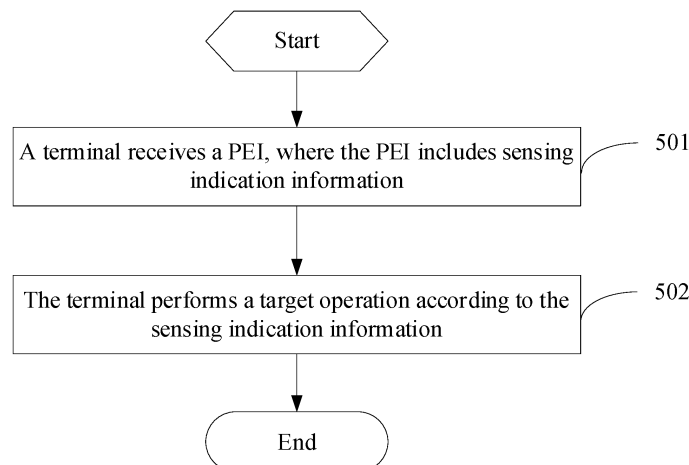 Start
A terminal receives a PEI, where the PEI includes sensing
indication information
501
The terminal performs a target operation according to the
sensing indication information
502
End